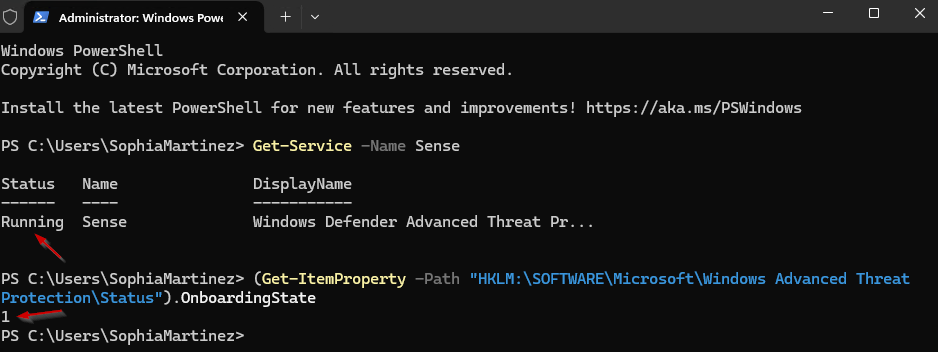 Administrator: Windows Powe
Windows PowerShell
Copyright (C) Microsoft Corporation. All rights reserved.
Install the latest PowerShell for new features and improvements! https://aka.ms/PSWindows
PS C:\Users\SophiaMartinez> Get-Service -Name Sense
Status Name DisplayName
------ ---- -----------
Running Sense Windows Defender Advanced Threat Pr...
PS C:\Users\SophiaMartinez> (Get-ItemProperty -Path "HKLM:\SOFTWARE\Microsoft\Windows Advanced Threat
Protection\Status").OnboardingState
1
PS C:\Users\SophiaMartinez>